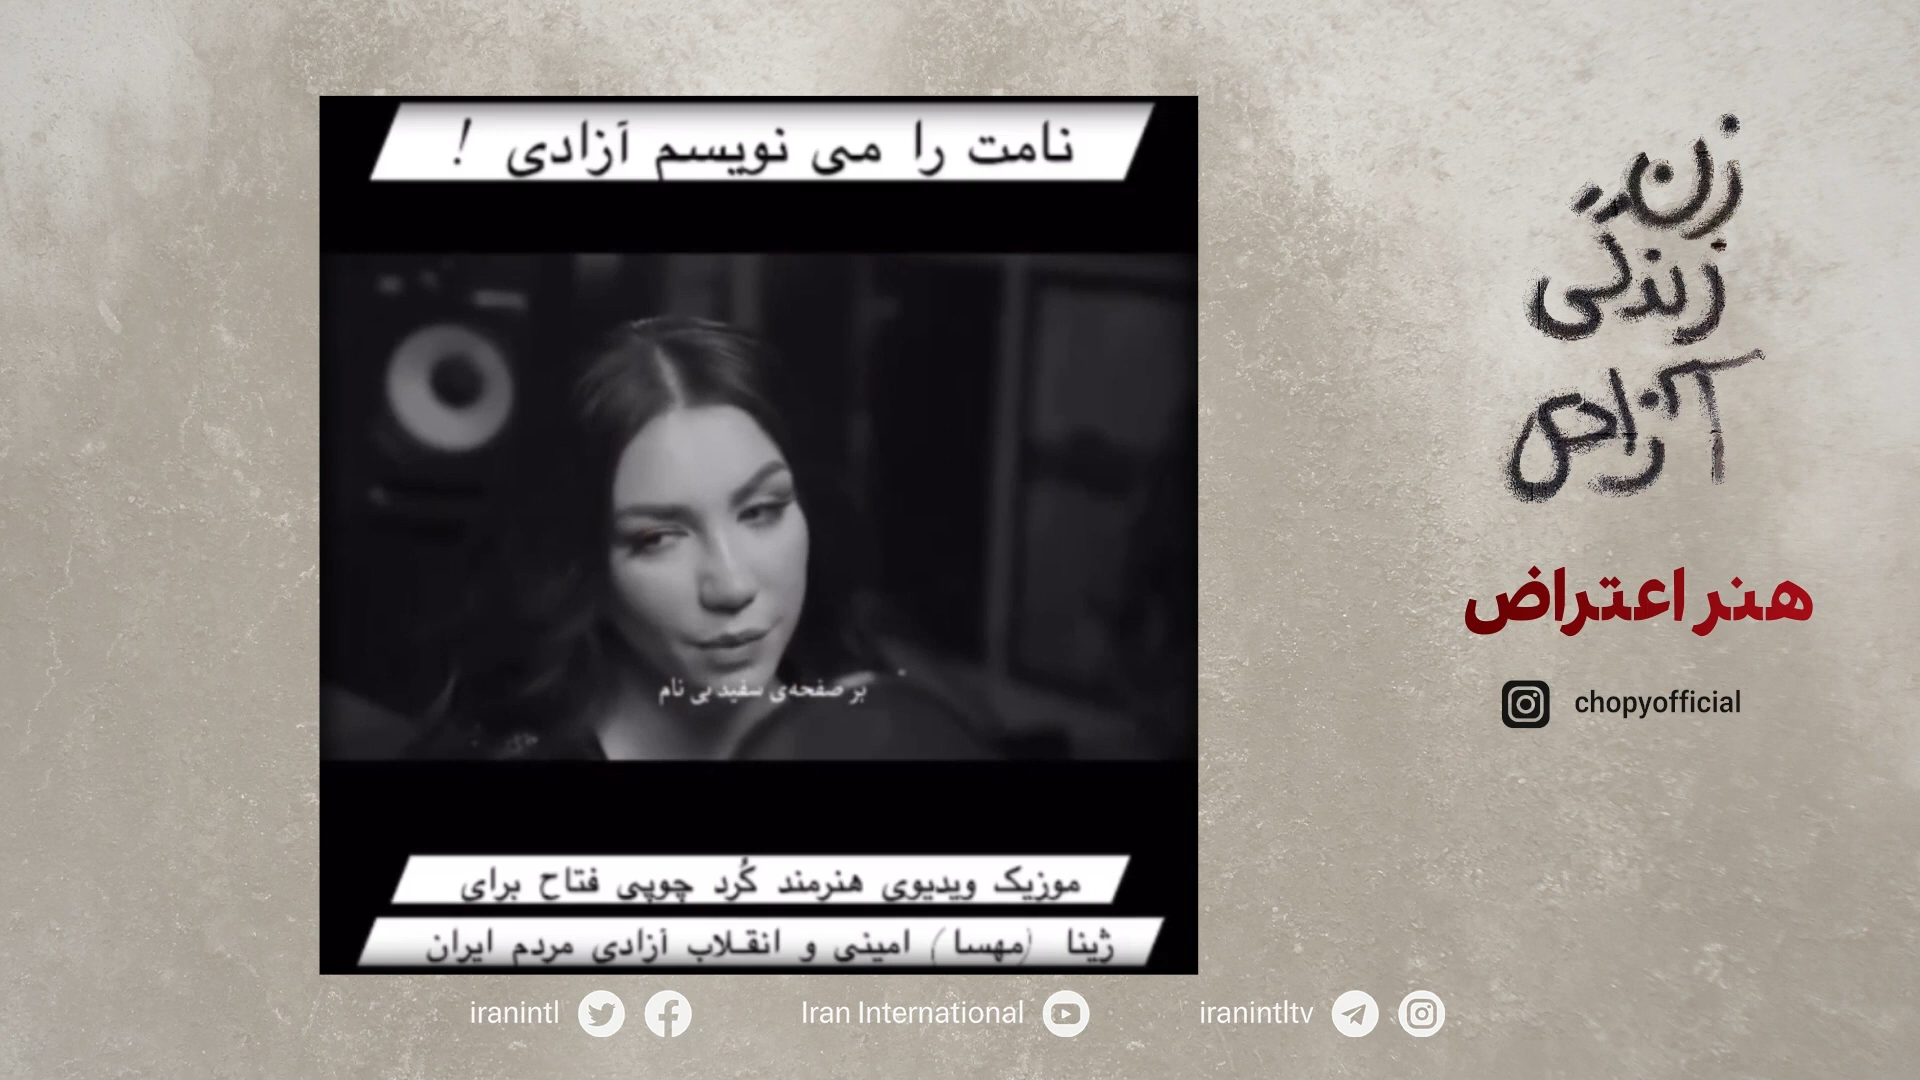 نامت را می نویسم آزادی !
بر صفحه‌ی سفید بی نام
موزیک ویدیوی هنرمند کُرد چوپی فتاح برای
ژینا (مهسا) امینی و انقلاب آزادی مردم ایران
زن
زندگی
آزادی
هنر اعتراض
chopyofficial
iranintl
Iran International
iranintltv